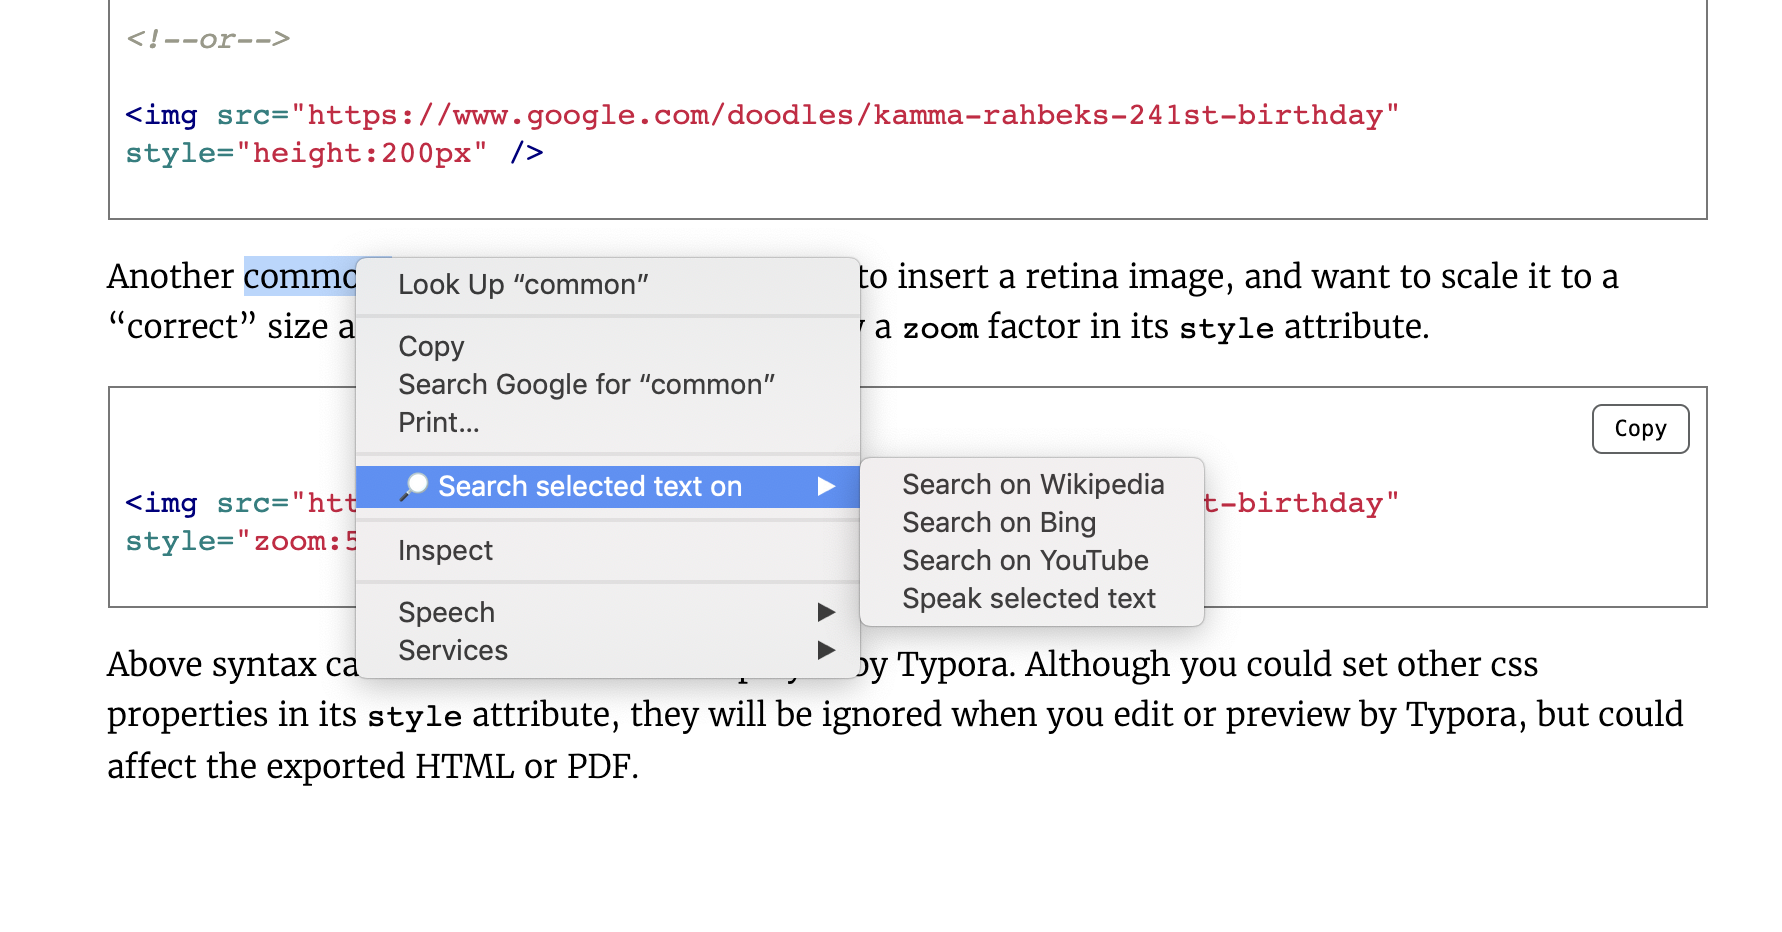 <!--or-->
<img src="https://www.google.com/doodles/kamma-rahbeks-241st-birthday"
style="height:200px" />
Another commo to insert a retina image, and want to scale it to a
“correct” size a a zoom factor in its style attribute.
Look Up “common”
Copy
Search Google for “common”
Print...
🔎 Search selected text on ▶
Inspect
Speech ▶
Services ▶
Search on Wikipedia
Search on Bing
Search on YouTube
Speak selected text
Copy
<img src="htt t-birthday"
style="zoom:5
Above syntax ca by Typora. Although you could set other css
properties in its style attribute, they will be ignored when you edit or preview by Typora, but could
affect the exported HTML or PDF.